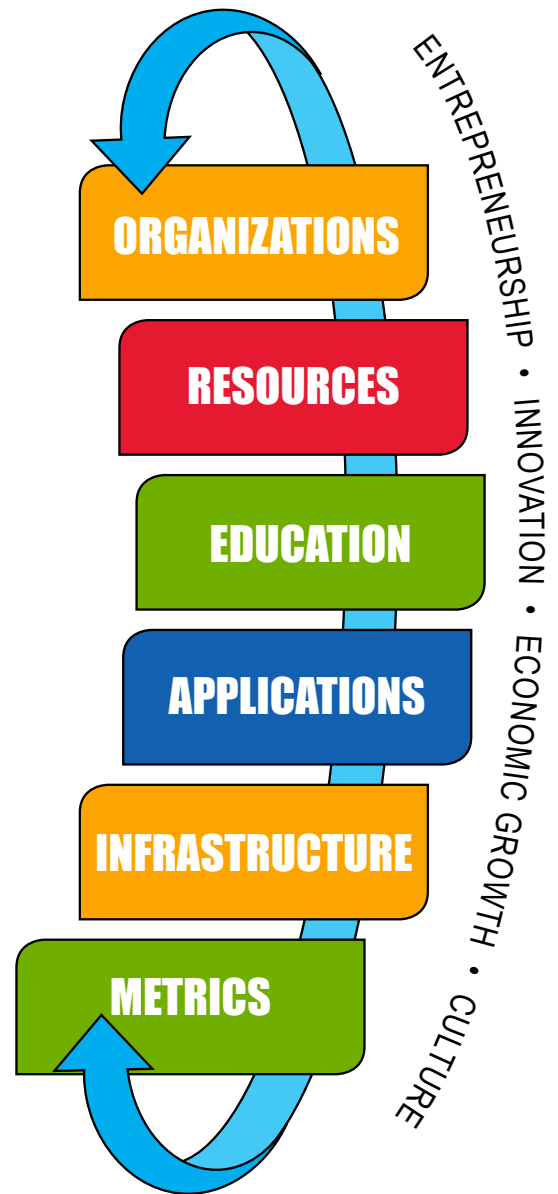 ORGANIZATIONS
RESOURCES
EDUCATION
APPLICATIONS
INFRASTRUCTURE
METRICS
ENTREPRENEURSHIP • INNOVATION • ECONOMIC GROWTH • CULTURE